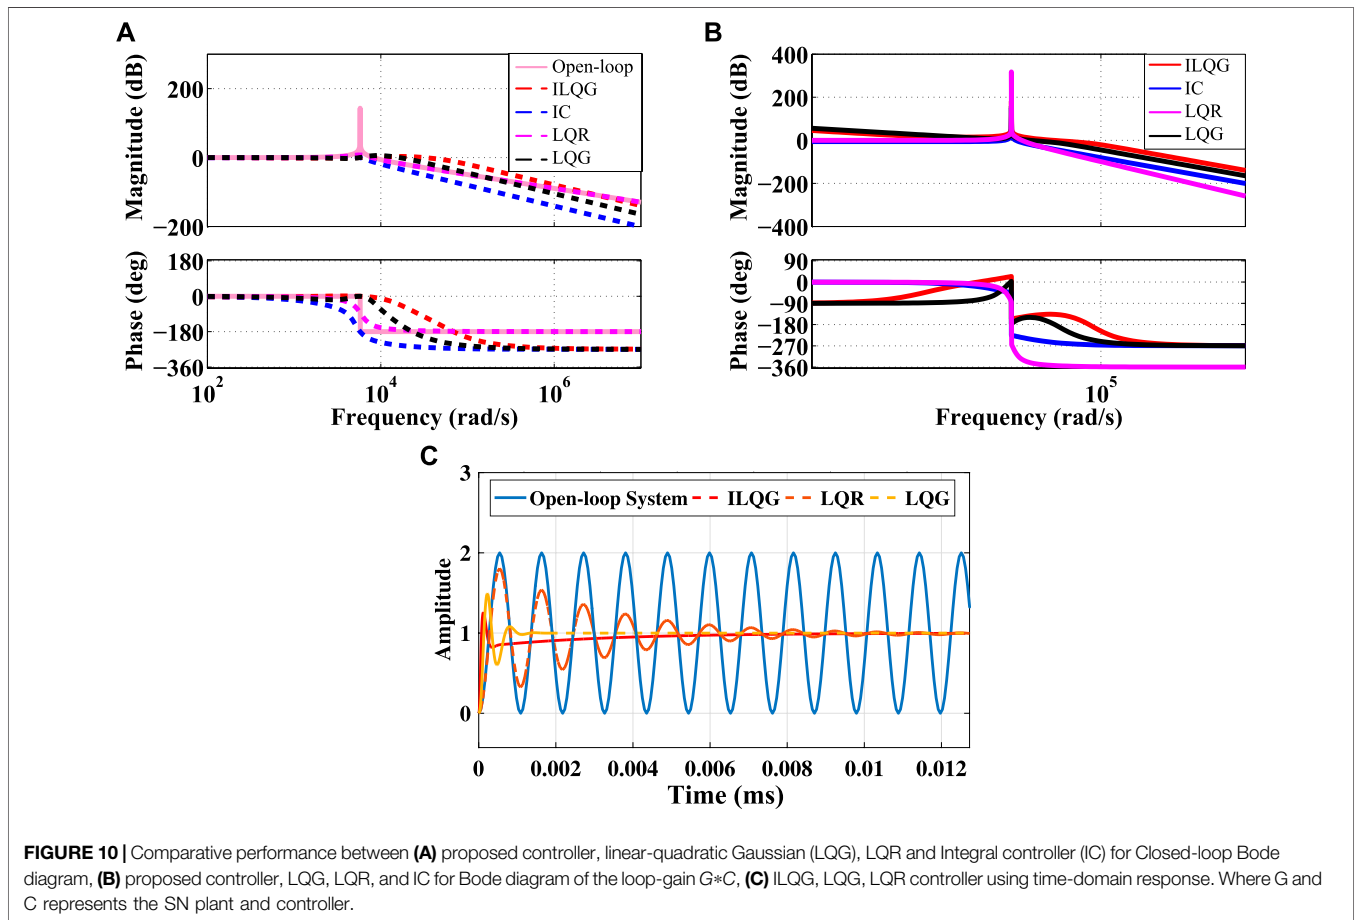 A
Magnitude (dB)
200
0
−200
Open-loop
ILQG
IC
LQR
LQG
Phase (deg)
180
0
−180
−360
10^2
10^4
10^6
Frequency (rad/s)
B
Magnitude (dB)
400
200
0
−200
−400
ILQG
IC
LQR
LQG
Phase (deg)
90
0
−90
−180
−270
−360
10^5
Frequency (rad/s)
C
Amplitude
3
2
1
0
Open-loop System ILQG LQR LQG
0 0.002 0.004 0.006 0.008 0.01 0.012
Time (ms)
FIGURE 10 | Comparative performance between (A) proposed controller, linear-quadratic Gaussian (LQG), LQR and Integral controller (IC) for Closed-loop Bode
diagram, (B) proposed controller, LQG, LQR, and IC for Bode diagram of the loop-gain G∗C, (C) ILQG, LQG, LQR controller using time-domain response. Where G and
C represents the SN plant and controller.